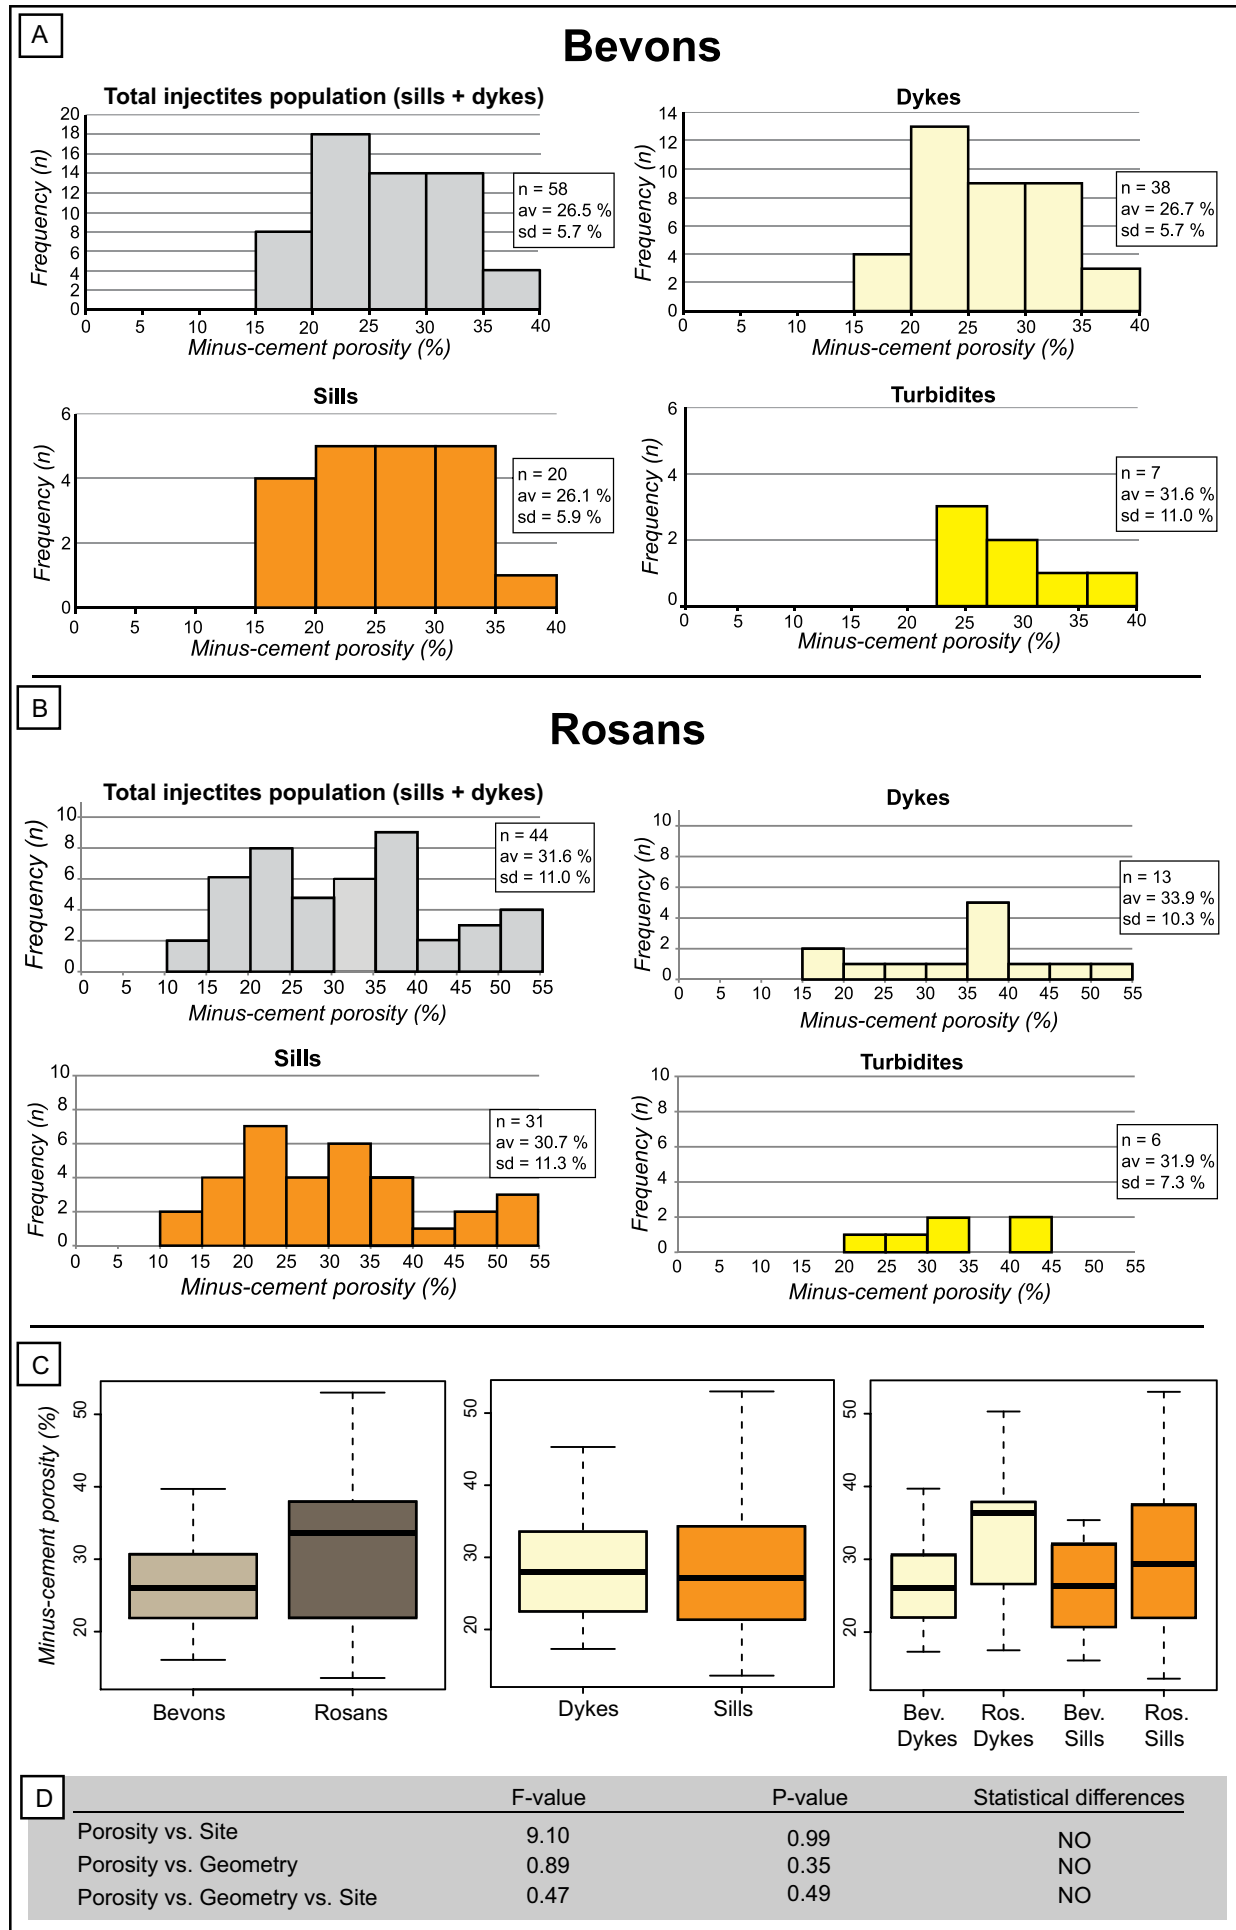 A
Bevons
Total injectites population (sills + dykes)
Frequency (n)
20
18
16
14
12
10
8
6
4
2
0
0 5 10 15 20 25 30 35 40
Minus-cement porosity (%)
n = 58
av = 26.5 %
sd = 5.7 %
Dykes
Frequency (n)
14
12
10
8
6
4
2
0
0 5 10 15 20 25 30 35 40
Minus-cement porosity (%)
n = 38
av = 26.7 %
sd = 5.7 %
Sills
Frequency (n)
6
4
2
0
0 5 10 15 20 25 30 35 40
Minus-cement porosity (%)
n = 20
av = 26.1 %
sd = 5.9 %
Turbidites
Frequency (n)
6
4
2
0
0 5 10 15 20 25 30 35 40
Minus-cement porosity (%)
n = 7
av = 31.6 %
sd = 11.0 %
B
Rosans
Total injectites population (sills + dykes)
Frequency (n)
10
8
6
4
2
0
0 5 10 15 20 25 30 35 40 45 50 55
Minus-cement porosity (%)
n = 44
av = 31.6 %
sd = 11.0 %
Dykes
Frequency (n)
10
8
6
4
2
0
0 5 10 15 20 25 30 35 40 45 50 55
Minus-cement porosity (%)
n = 13
av = 33.9 %
sd = 10.3 %
Sills
Frequency (n)
10
8
6
4
2
0
0 5 10 15 20 25 30 35 40 45 50 55
Minus-cement porosity (%)
n = 31
av = 30.7 %
sd = 11.3 %
Turbidites
Frequency (n)
10
8
6
4
2
0
0 5 10 15 20 25 30 35 40 45 50 55
Minus-cement porosity (%)
n = 6
av = 31.9 %
sd = 7.3 %
C
Minus-cement porosity (%)
50
40
30
20
Bevons Rosans
50
40
30
20
Dykes Sills
50
40
30
20
Bev. Ros. Bev. Ros.
Dykes Dykes Sills Sills
D
F-value P-value Statistical differences
Porosity vs. Site 9.10 0.99 NO
Porosity vs. Geometry 0.89 0.35 NO
Porosity vs. Geometry vs. Site 0.47 0.49 NO